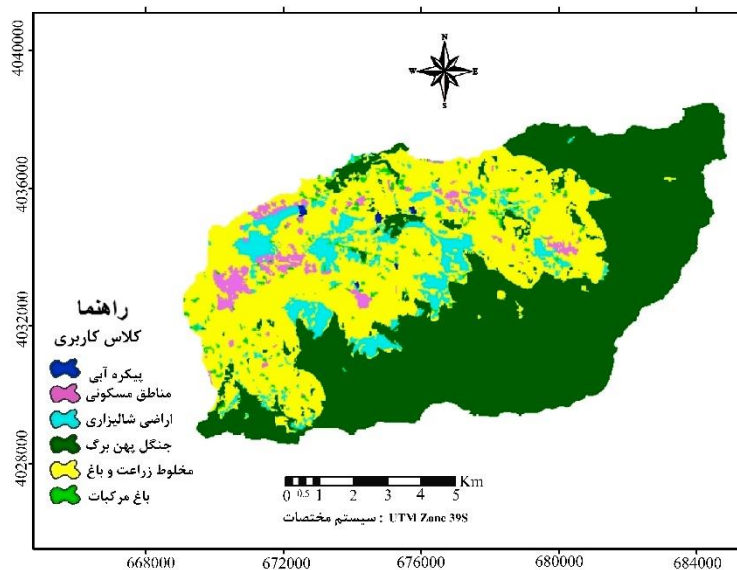 4040000
4036000
4032000
4028000
N
W E
S
راهنما
کلاس کاربری
پیکره آبی
مناطق مسکونی
اراضی شالیزاری
جنگل پهن برگ
مخلوط زراعت و باغ
باغ مرکبات
Km
0 0.5 1 2 3 4 5
سیستم مختصات : UTM Zone 39S
668000 672000 676000 680000 684000